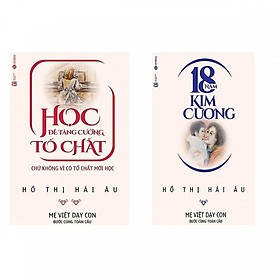 HỌC
ĐỂ TĂNG CƯỜNG
TỐ CHẤT
CHỨ KHÔNG VÌ CÓ TỐ CHẤT MỚI HỌC
HỒ THỊ HẢI ÂU
MẸ VIỆT DẠY CON
BƯỚC CÙNG TOÀN CẦU
18
NĂM
KIM
CƯƠNG
HỒ THỊ HẢI ÂU
MẸ VIỆT DẠY CON
BƯỚC CÙNG TOÀN CẦU